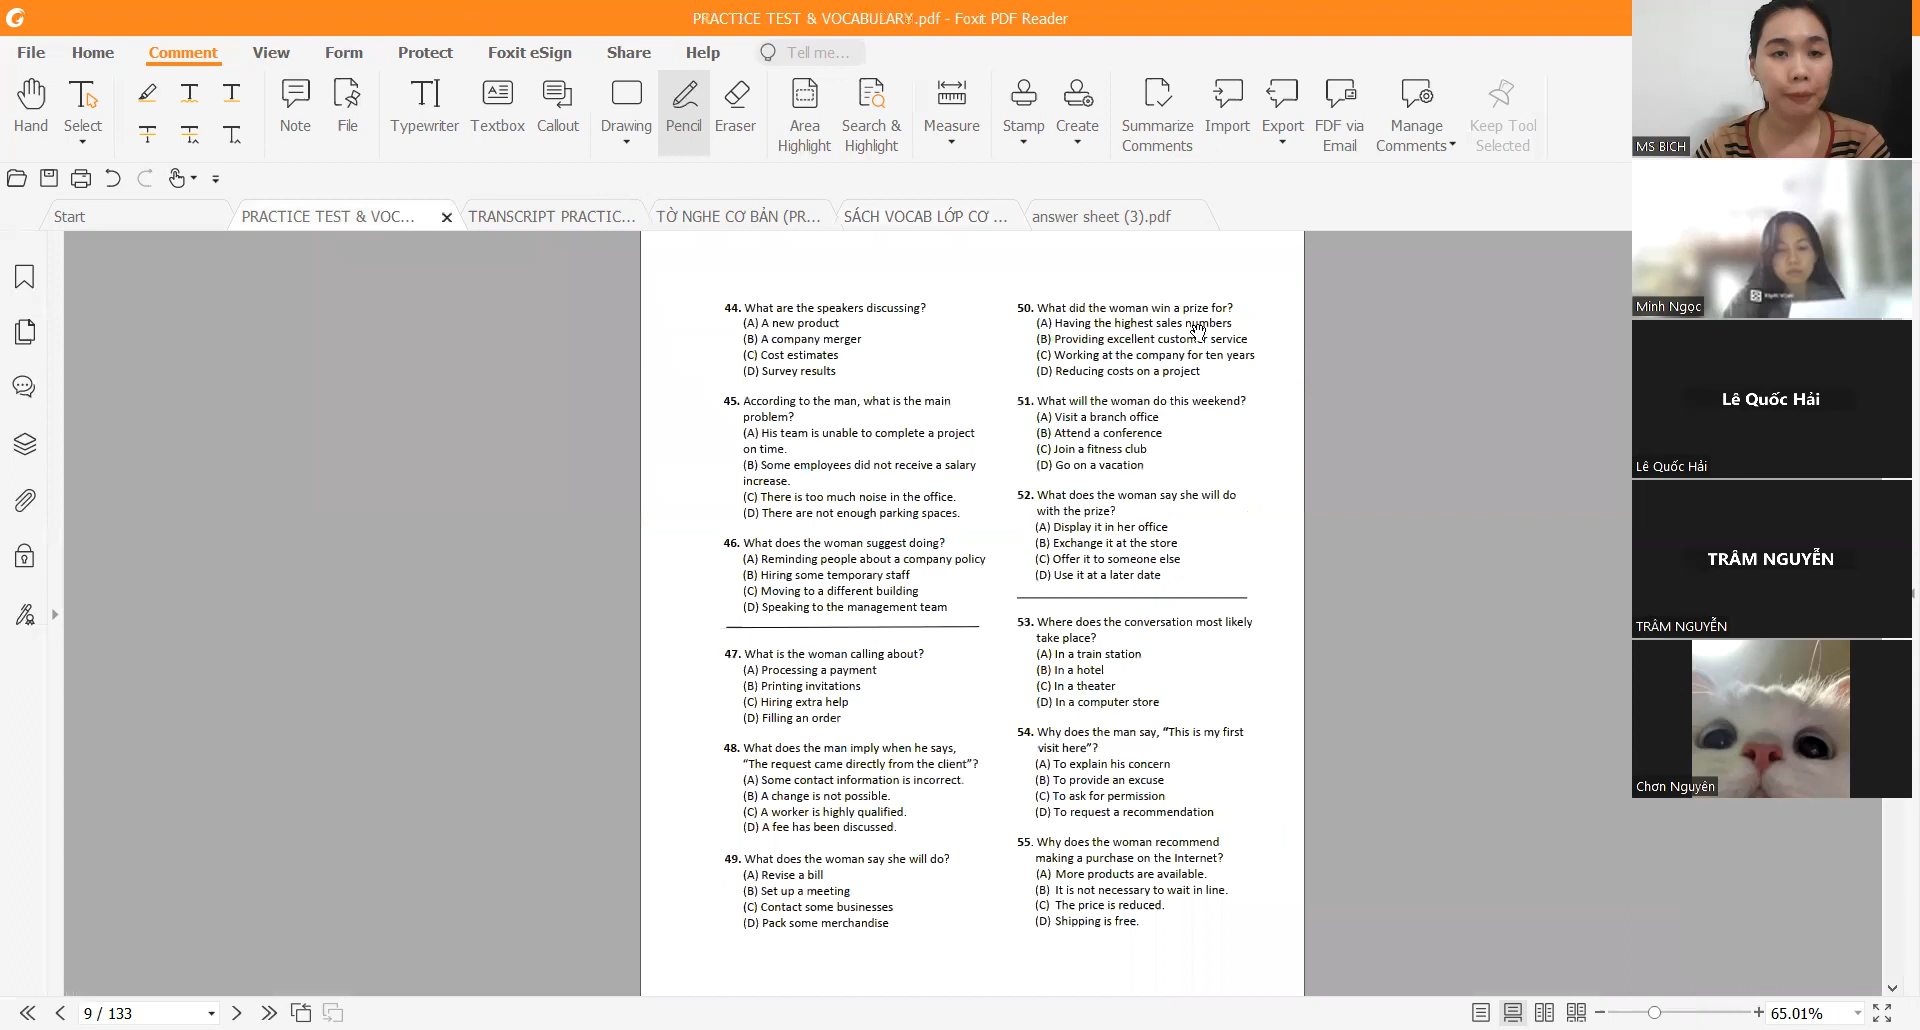 PRACTICE TEST & VOCABULARY.pdf - Foxit PDF Reader
File Home Comment View Form Protect Foxit eSign Share Help Tell me...
Hand Select Note File Typewriter Textbox Callout Drawing Pencil Eraser Area Highlight Search & Highlight Measure Stamp Create Summarize Comments Import Export FDF via Email Manage Comments Keep Tool Selected
Start PRACTICE TEST & VOC... TRANSCRIPT PRACTIC... TỜ NGHE CƠ BẢN (PR... SÁCH VOCAB LỚP CƠ ... answer sheet (3).pdf
44. What are the speakers discussing?
(A) A new product
(B) A company merger
(C) Cost estimates
(D) Survey results
45. According to the man, what is the main
problem?
(A) His team is unable to complete a project
on time.
(B) Some employees did not receive a salary
increase.
(C) There is too much noise in the office.
(D) There are not enough parking spaces.
46. What does the woman suggest doing?
(A) Reminding people about a company policy
(B) Hiring some temporary staff
(C) Moving to a different building
(D) Speaking to the management team
47. What is the woman calling about?
(A) Processing a payment
(B) Printing invitations
(C) Hiring extra help
(D) Filling an order
48. What does the man imply when he says,
“The request came directly from the client”?
(A) Some contact information is incorrect.
(B) A change is not possible.
(C) A worker is highly qualified.
(D) A fee has been discussed.
49. What does the woman say she will do?
(A) Revise a bill
(B) Set up a meeting
(C) Contact some businesses
(D) Pack some merchandise
50. What did the woman win a prize for?
(A) Having the highest sales numbers
(B) Providing excellent customer service
(C) Working at the company for ten years
(D) Reducing costs on a project
51. What will the woman do this weekend?
(A) Visit a branch office
(B) Attend a conference
(C) Join a fitness club
(D) Go on a vacation
52. What does the woman say she will do
with the prize?
(A) Display it in her office
(B) Exchange it at the store
(C) Offer it to someone else
(D) Use it at a later date
53. Where does the conversation most likely
take place?
(A) In a train station
(B) In a hotel
(C) In a theater
(D) In a computer store
54. Why does the man say, “This is my first
visit here”?
(A) To explain his concern
(B) To provide an excuse
(C) To ask for permission
(D) To request a recommendation
55. Why does the woman recommend
making a purchase on the Internet?
(A) More products are available.
(B) It is not necessary to wait in line.
(C) The price is reduced.
(D) Shipping is free.
MS BICH
Minh Ngọc
Lê Quốc Hải
Lê Quốc Hải
TRÂM NGUYỄN
TRÂM NGUYỄN
Chơn Nguyên
9 / 133
65.01%